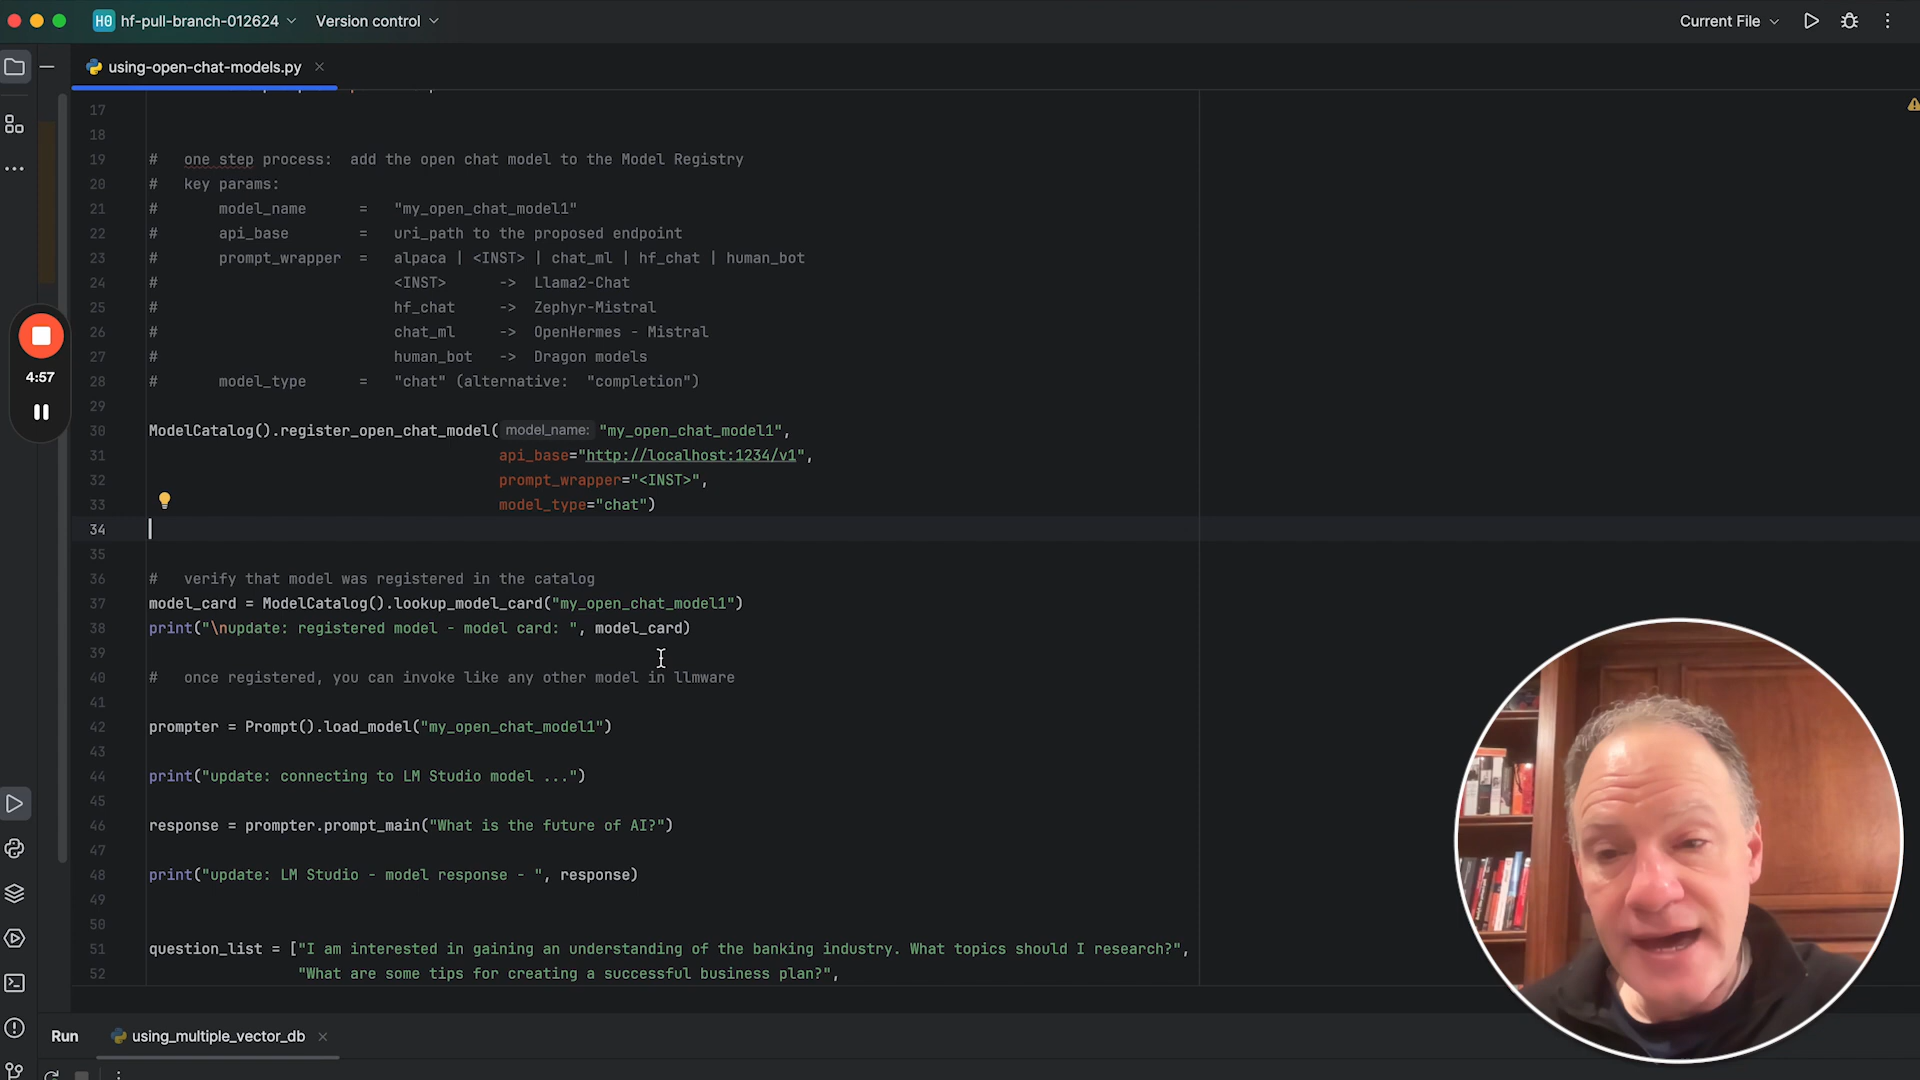 H0 hf-pull-branch-012624 Version control Current File
using-open-chat-models.py
17
18
19 # one step process: add the open chat model to the Model Registry
20 # key params:
21 # model_name = "my_open_chat_model1"
22 # api_base = uri_path to the proposed endpoint
23 # prompt_wrapper = alpaca | <INST> | chat_ml | hf_chat | human_bot
24 # <INST> -> Llama2-Chat
25 # hf_chat -> Zephyr-Mistral
26 # chat_ml -> OpenHermes - Mistral
27 # human_bot -> Dragon models
28 # model_type = "chat" (alternative: "completion")
29
30 ModelCatalog().register_open_chat_model( model_name: "my_open_chat_model1",
31 api_base="http://localhost:1234/v1",
32 prompt_wrapper="<INST>",
33 model_type="chat")
34
35
36 # verify that model was registered in the catalog
37 model_card = ModelCatalog().lookup_model_card("my_open_chat_model1")
38 print("\nupdate: registered model - model card: ", model_card)
39
40 # once registered, you can invoke like any other model in llmware
41
42 prompter = Prompt().load_model("my_open_chat_model1")
43
44 print("update: connecting to LM Studio model ...")
45
46 response = prompter.prompt_main("What is the future of AI?")
47
48 print("update: LM Studio - model response - ", response)
49
50
51 question_list = ["I am interested in gaining an understanding of the banking industry. What topics should I research?",
52 "What are some tips for creating a successful business plan?",
4:57
Run using_multiple_vector_db